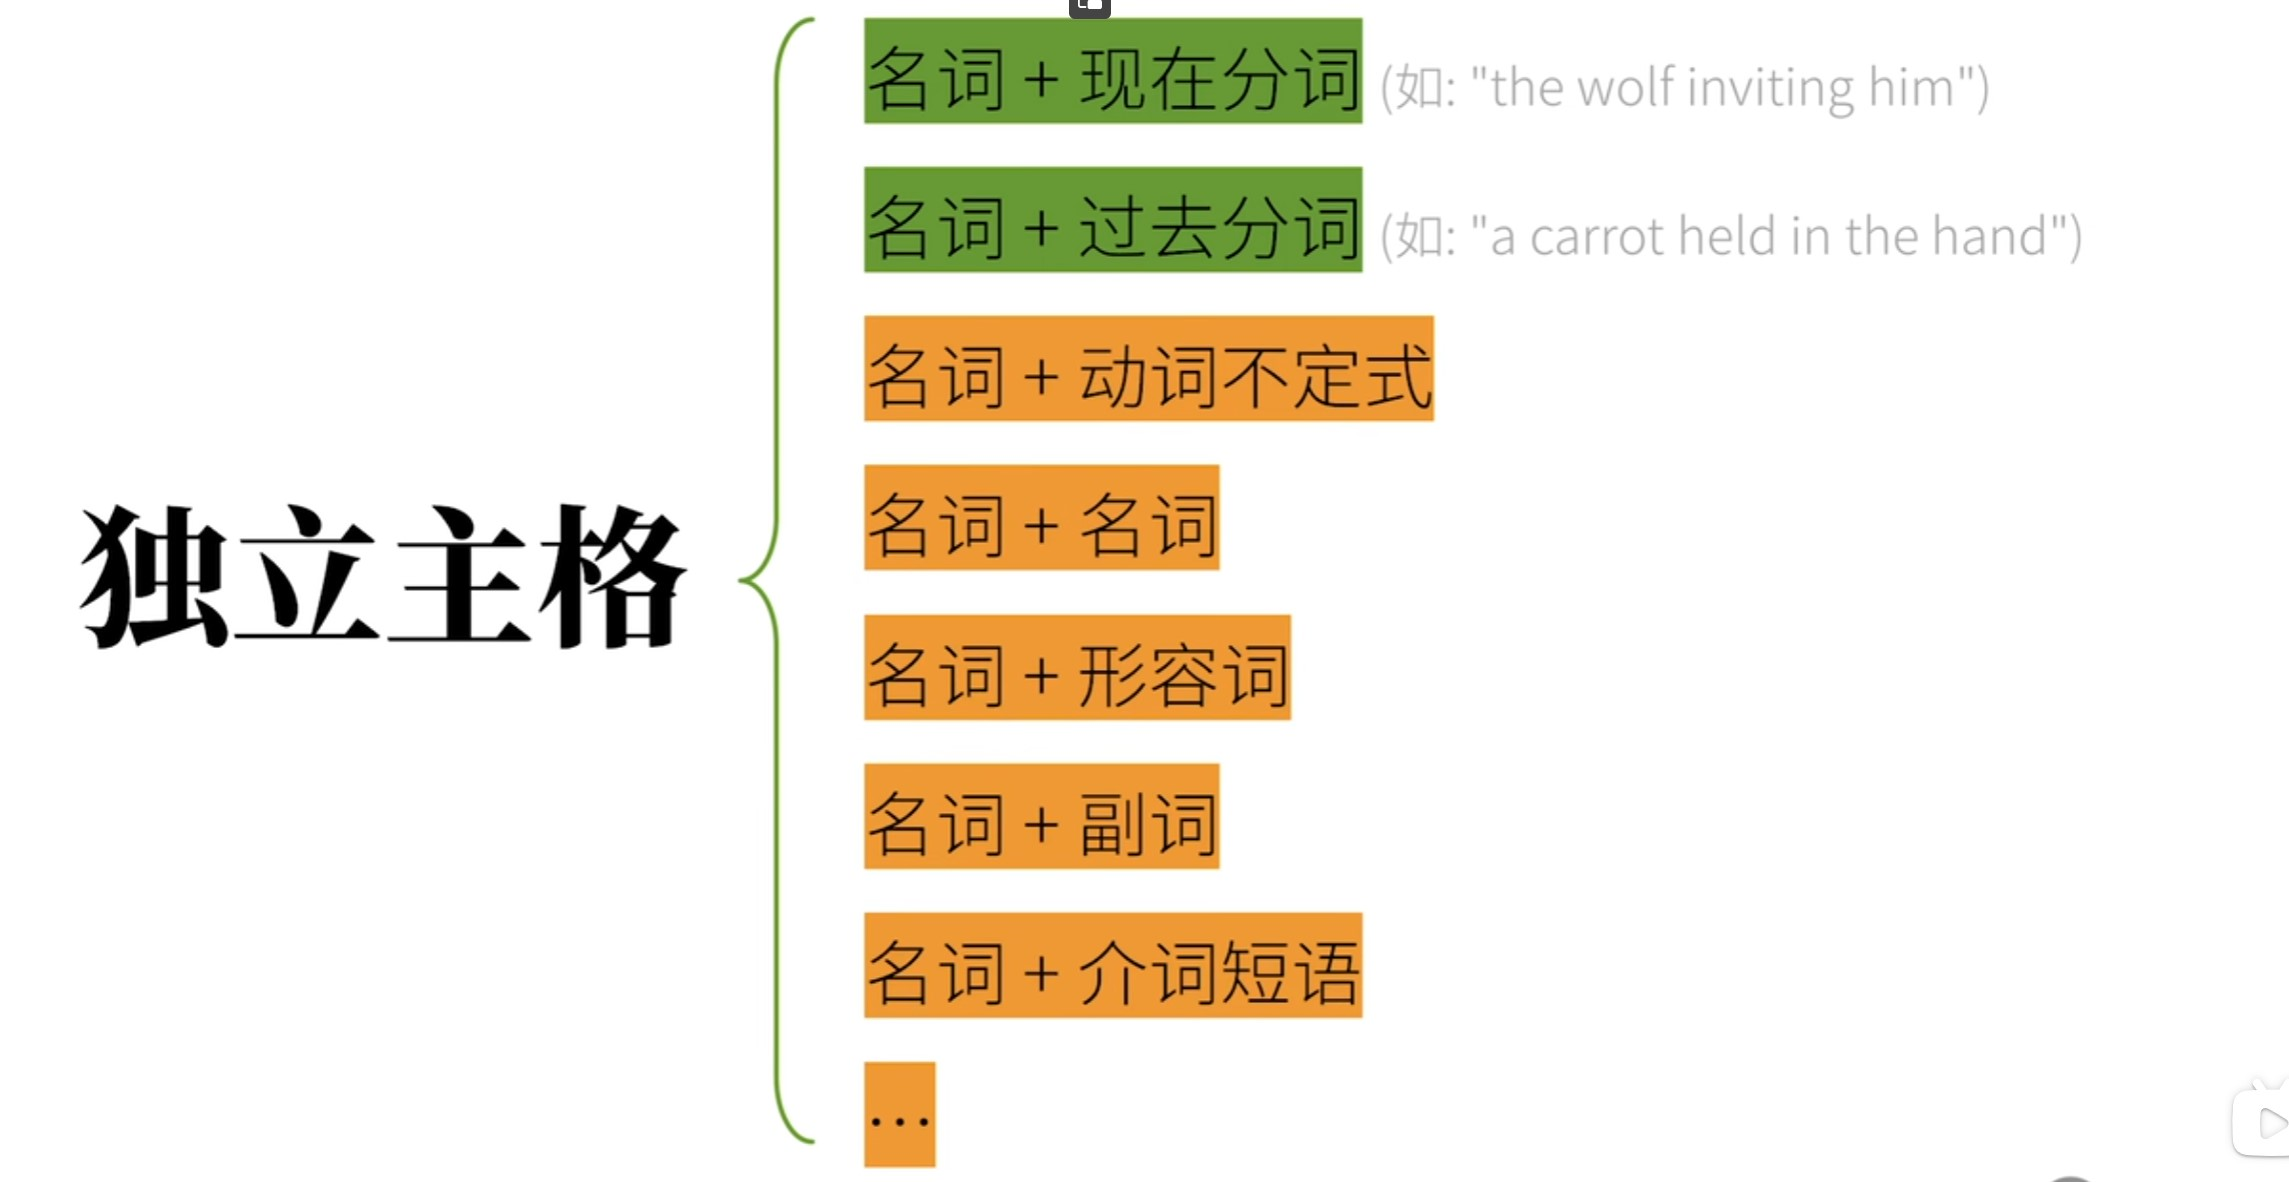 名词 + 现在分词 (如: "the wolf inviting him")
名词 + 过去分词 (如: "a carrot held in the hand")
名词 + 动词不定式
名词 + 名词
独立主格
名词 + 形容词
名词 + 副词
名词 + 介词短语
...